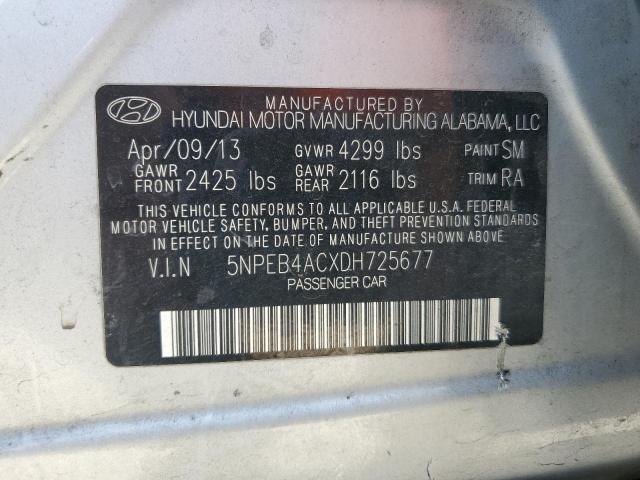 MANUFACTURED BY
HYUNDAI MOTOR MANUFACTURING ALABAMA, LLC
Apr/09/13 GVWR 4299 lbs PAINT SM
GAWR FRONT 2425 lbs GAWR REAR 2116 lbs TRIM RA
THIS VEHICLE CONFORMS TO ALL APPLICABLE U.S.A. FEDERAL
MOTOR VEHICLE SAFETY, BUMPER, AND THEFT PREVENTION STANDARDS
IN EFFECT ON THE DATE OF MANUFACTURE SHOWN ABOVE.
V.I.N 5NPEB4ACXDH725677
PASSENGER CAR